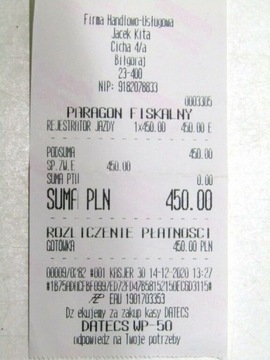 Firma Handlowo-Usługowa
Jacek Kita
Cicha 4/a
Biłgoraj
23-400
NIP: 9182078833
0003305
PARAGON FISKALNY
REJESTRATOR JAZDY 1x450.00 450.00 E
PODSUMA 450.00
SP.ZW.E 450.00
SUMA PTU 0.00
SUMA PLN 450.00
ROZLICZENIE PŁATNOŚCI
GOTÓWKA 450.00 PLN
#001 KASJER 30 14-12-2020 13:27
EAU 1901703353
Dziękujemy za zakup kasy DATECS
DATECS WP-50
odpowiedź na Twoje potrzeby